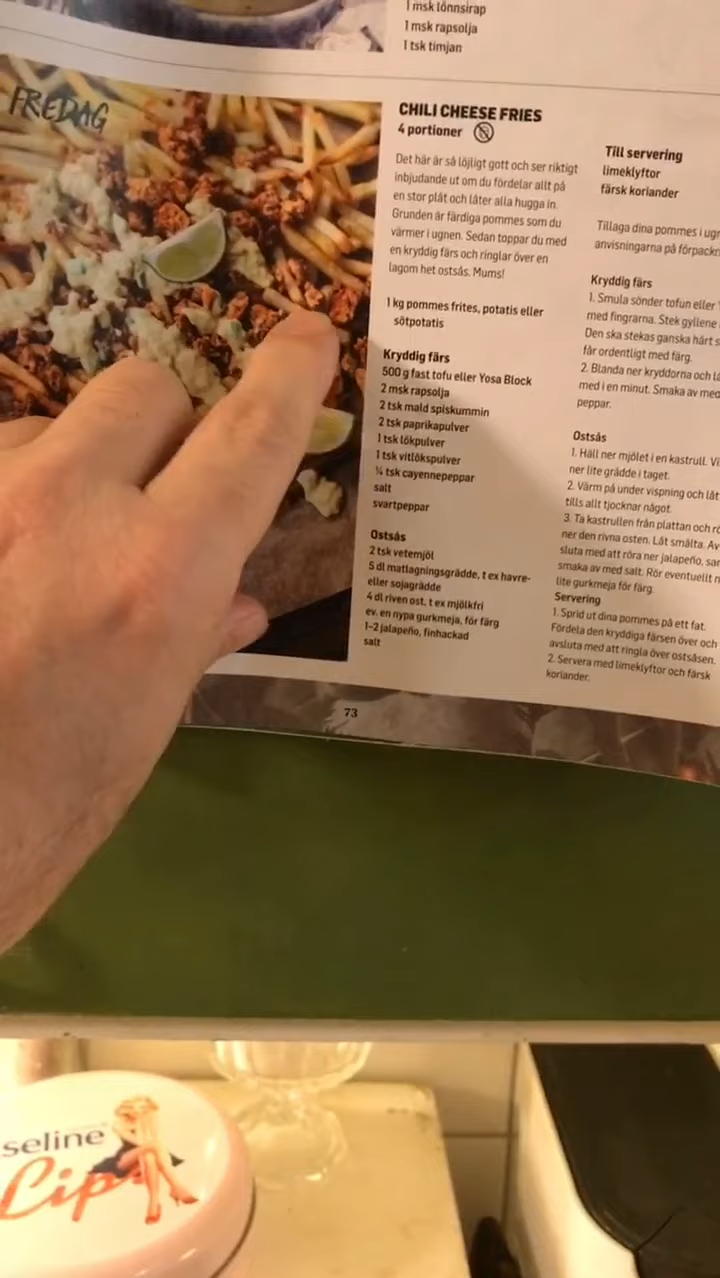 1 msk lönnsirap
1 msk rapsolja
1 tsk timjan
FREDAG
CHILI CHEESE FRIES
4 portioner
Det här är så löjligt gott och ser riktigt
inbjudande ut om du fördelar allt på
en stor plåt och låter alla hugga in.
Grunden är färdiga pommes som du
värmer i ugnen. Sedan toppar du med
en kryddig färs och ringlar över en
lagom het ostsås. Mums!
1 kg pommes frites, potatis eller
sötpotatis
Kryddig färs
500 g fast tofu eller Yosa Block
2 msk rapsolja
2 tsk mald spiskummin
2 tsk paprikapulver
1 tsk lökpulver
1 tsk vitlökspulver
¼ tsk cayennepeppar
salt
svartpeppar
Ostsås
2 tsk vetemjöl
5 dl matlagningsgrädde, t ex havre-
eller sojagrädde
4 dl riven ost, t ex mjölkfri
ev. en nypa gurkmeja, för färg
1–2 jalapeño, finhackad
salt
Till servering
limeklyftor
färsk koriander
Tillaga dina pommes i
anvisningarna på
Kryddig färs
1. Smula sönder tofun eller
med fingrarna. Stek gyllene
Den ska stekas ganska hårt
får ordentligt med färg.
2. Blanda ner kryddorna och
med i en minut. Smaka av med
peppar.
Ostsås
1. Häll ner mjölet i en kastrull.
ner lite grädde i taget.
2. Värm på under vispning och låt
tills allt tjocknar något.
3. Ta kastrullen från plattan och
ner den rivna osten. Låt smälta.
sluta med att röra ner jalapeño,
smaka av med salt. Rör eventuellt
lite gurkmeja för färg.
Servering
1. Sprid ut dina pommes på ett fat.
Fördela den kryddiga färsen över och
avsluta med att ringla över ostsåsen.
2. Servera med limeklyftor och färsk
koriander.
73
seline
Lip